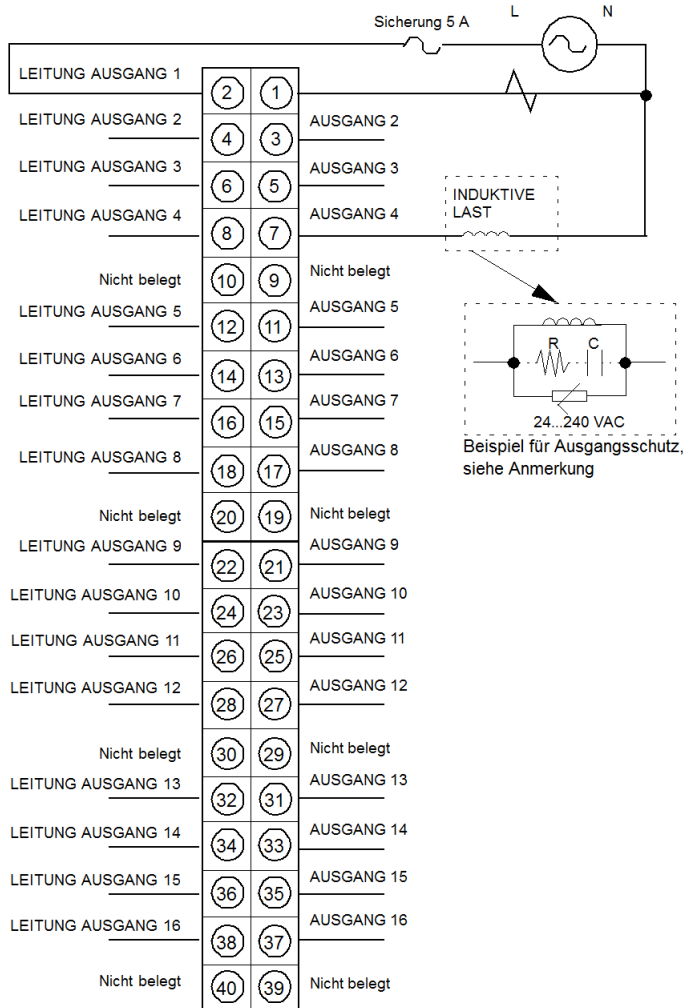 Sicherung 5 A
L
N
LEITUNG AUSGANG 1
2
1
LEITUNG AUSGANG 2
4
3
AUSGANG 2
LEITUNG AUSGANG 3
6
5
AUSGANG 3
LEITUNG AUSGANG 4
8
7
AUSGANG 4
INDUKTIVE
LAST
Nicht belegt
10
9
Nicht belegt
LEITUNG AUSGANG 5
12
11
AUSGANG 5
LEITUNG AUSGANG 6
14
13
AUSGANG 6
R
C
24...240 VAC
Beispiel für Ausgangsschutz,
siehe Anmerkung
LEITUNG AUSGANG 7
16
15
AUSGANG 7
LEITUNG AUSGANG 8
18
17
AUSGANG 8
Nicht belegt
20
19
Nicht belegt
LEITUNG AUSGANG 9
22
21
AUSGANG 9
LEITUNG AUSGANG 10
24
23
AUSGANG 10
LEITUNG AUSGANG 11
26
25
AUSGANG 11
LEITUNG AUSGANG 12
28
27
AUSGANG 12
Nicht belegt
30
29
Nicht belegt
LEITUNG AUSGANG 13
32
31
AUSGANG 13
LEITUNG AUSGANG 14
34
33
AUSGANG 14
LEITUNG AUSGANG 15
36
35
AUSGANG 15
LEITUNG AUSGANG 16
38
37
AUSGANG 16
Nicht belegt
40
39
Nicht belegt